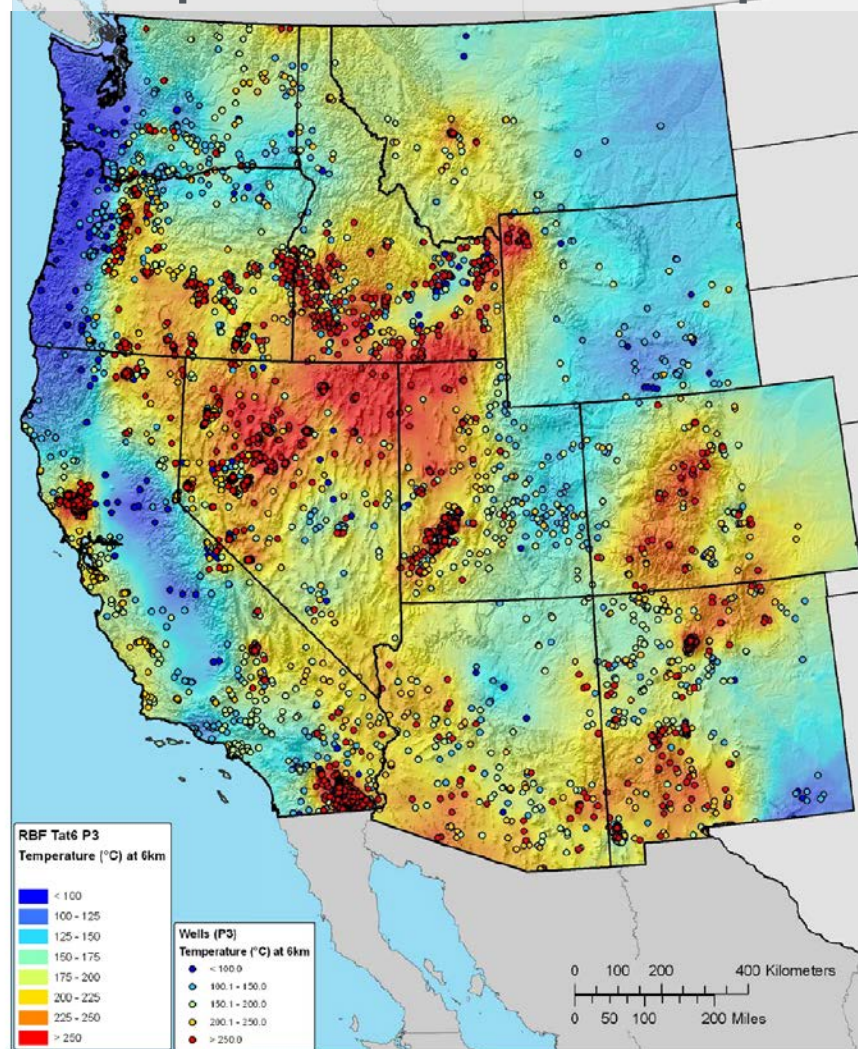 RBF Tat6 P3
Temperature (°C) at 6km
< 100
100 - 125
125 - 150
150 - 175
175 - 200
200 - 225
225 - 250
> 250
Wells (P3)
Temperature (°C) at 6km
< 100.0
100.1 - 150.0
150.1 - 200.0
200.1 - 250.0
> 250.0
0 100 200 400 Kilometers
0 50 100 200 Miles